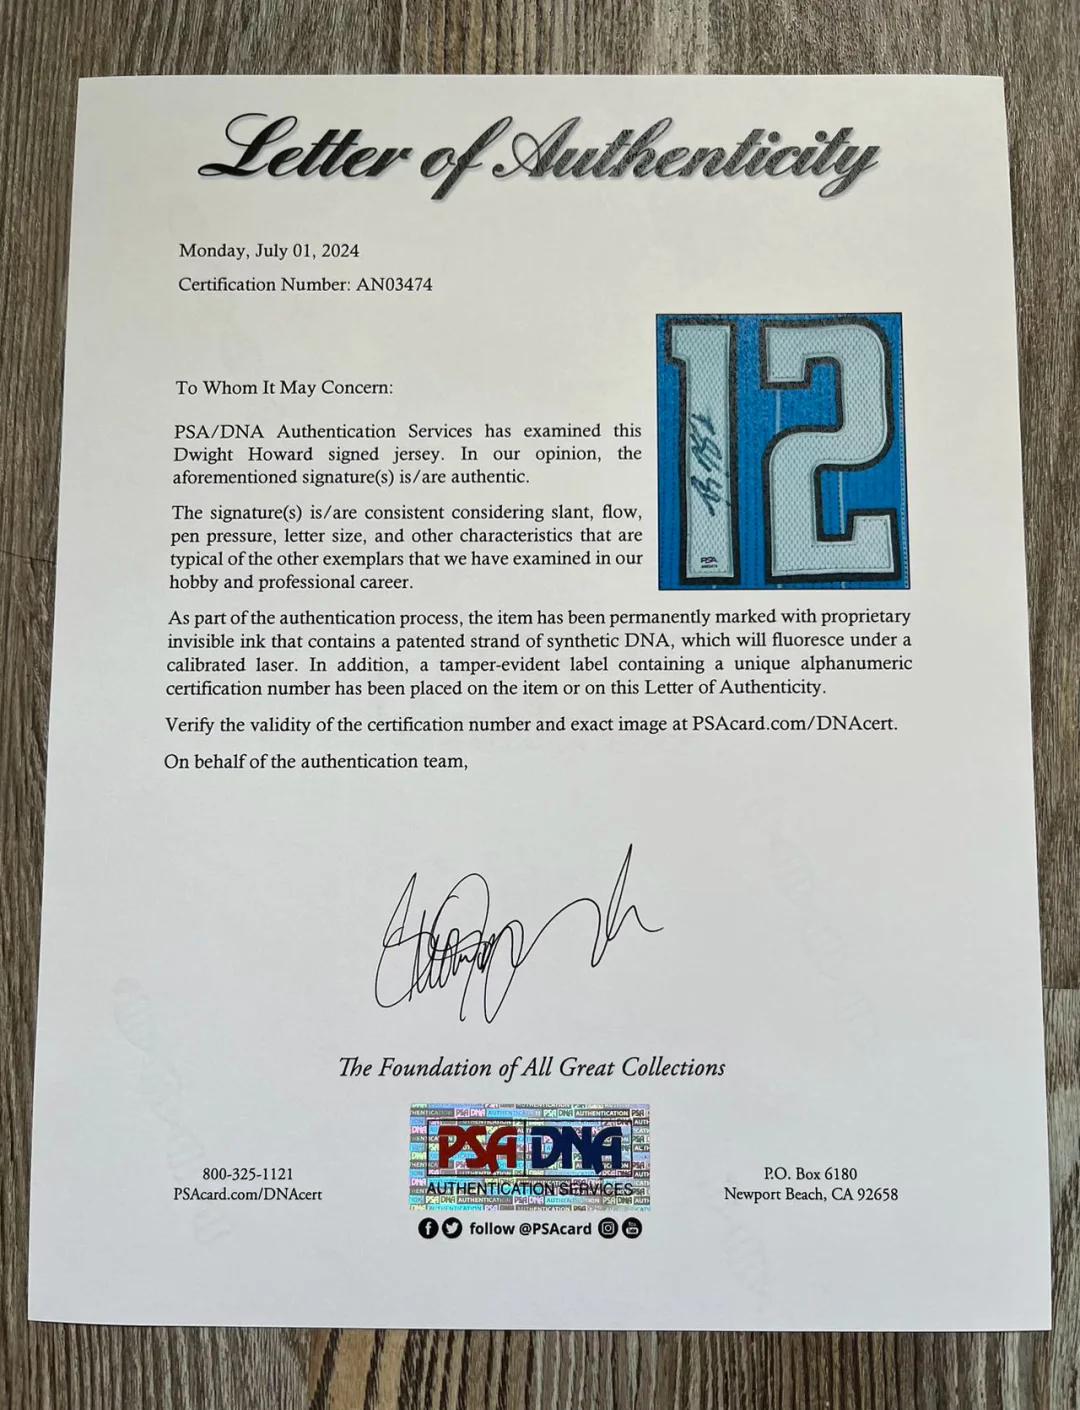 Letter of Authenticity
Monday, July 01, 2024
Certification Number: AN03474
To Whom It May Concern:
PSA/DNA Authentication Services has examined this
Dwight Howard signed jersey. In our opinion, the
aforementioned signature(s) is/are authentic.
The signature(s) is/are consistent considering slant, flow,
pen pressure, letter size, and other characteristics that are
typical of the other exemplars that we have examined in our
hobby and professional career.
12
PSA
As part of the authentication process, the item has been permanently marked with proprietary
invisible ink that contains a patented strand of synthetic DNA, which will fluoresce under a
calibrated laser. In addition, a tamper-evident label containing a unique alphanumeric
certification number has been placed on the item or on this Letter of Authenticity.
Verify the validity of the certification number and exact image at PSAcard.com/DNAcert.
On behalf of the authentication team,
The Foundation of All Great Collections
PSA DNA
AUTHENTICATION SERVICES
800-325-1121
PSAcard.com/DNAcert
P.O. Box 6180
Newport Beach, CA 92658
follow @PSAcard